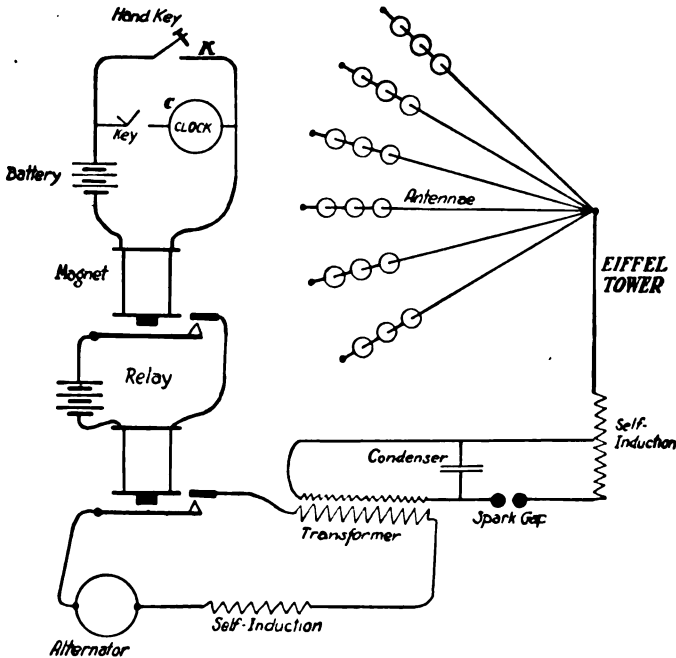 Hand Key
K
C
CLOCK
Key
Battery
Antennae
Magnet
EIFFEL
TOWER
Relay
Self-
Induction
Condenser
Spark Gap
Transformer
Self-Induction
Alternator